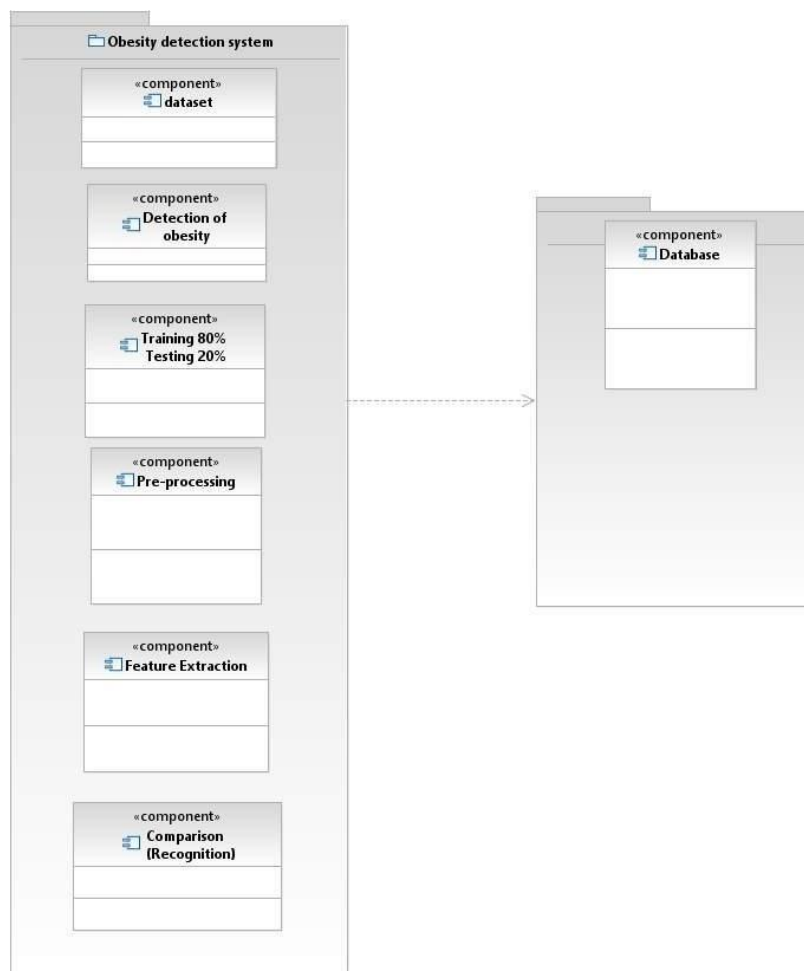 Obesity detection system
«component»
dataset
«component»
Detection of
obesity
«component»
Training 80%
Testing 20%
«component»
Pre-processing
«component»
Feature Extraction
«component»
Comparison
(Recognition)
«component»
Database